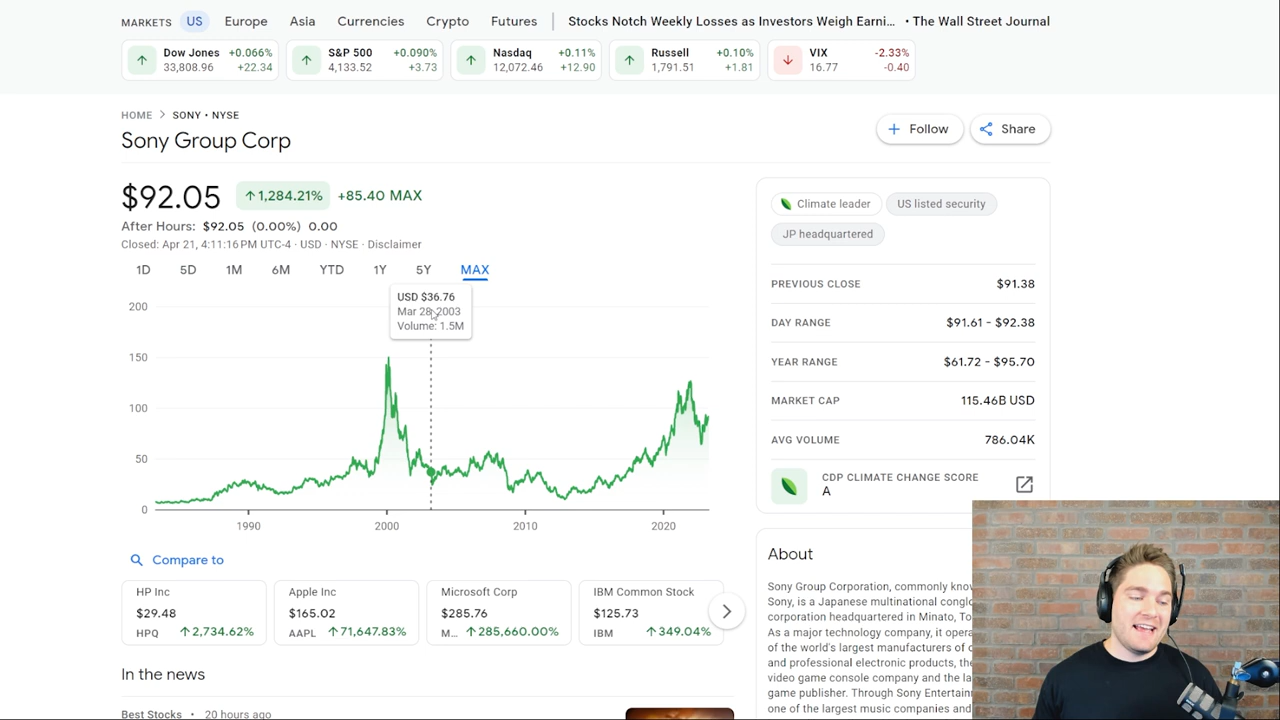 MARKETS US Europe Asia Currencies Crypto Futures Stocks Notch Weekly Losses as Investors Weigh Earni… • The Wall Street Journal
Dow Jones +0.066% S&P 500 +0.090% Nasdaq +0.11% Russell +0.10% VIX -2.33%
33,808.96 +22.34 4,133.52 +3.73 12,072.46 +12.90 1,791.51 +1.81 16.77 -0.40
HOME > SONY • NYSE
Sony Group Corp
Follow Share
$92.05 1,284.21% +85.40 MAX
After Hours: $92.05 (0.00%) 0.00
Closed: Apr 21, 4:11:16 PM UTC-4 · USD · NYSE · Disclaimer
1D 5D 1M 6M YTD 1Y 5Y MAX
USD $36.76
Mar 28, 2003
Volume: 1.5M
200
150
100
50
0
1990 2000 2010 2020
Compare to
HP Inc
$29.48
HPQ 2,734.62%
Apple Inc
$165.02
AAPL 71,647.83%
Microsoft Corp
$285.76
M... 285,660.00%
IBM Common Stock
$125.73
IBM 349.04%
In the news
Best Stocks • 20 hours ago
Climate leader US listed security
JP headquartered
PREVIOUS CLOSE $91.38
DAY RANGE $91.61 - $92.38
YEAR RANGE $61.72 - $95.70
MARKET CAP 115.46B USD
AVG VOLUME 786.04K
CDP CLIMATE CHANGE SCORE
A
About
Sony Group Corporation, commonly
Sony, is a Japanese multinational
corporation headquartered in Minato,
As a major technology company, it
of the world's largest manufacturers of
and professional electronic products,
video game console company and the
game publisher. Through Sony
one of the largest music companies and